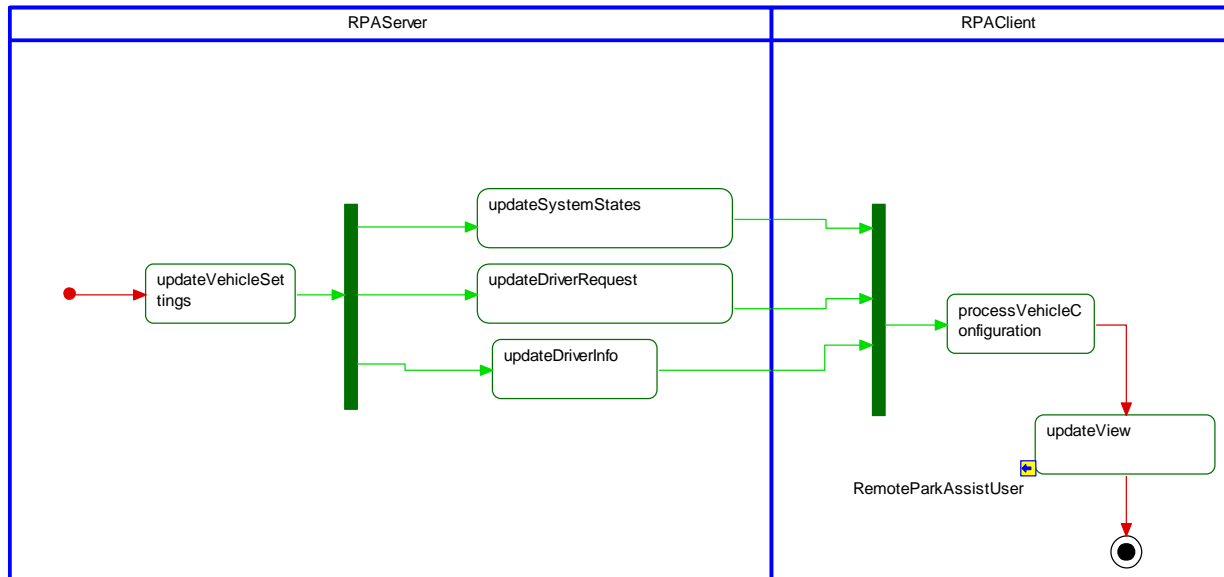 RPAServer
RPAClient
updateSystemStates
updateVehicleSet
tings
updateDriverRequest
updateDriverInfo
processVehicleC
onfiguration
updateView
RemoteParkAssistUser